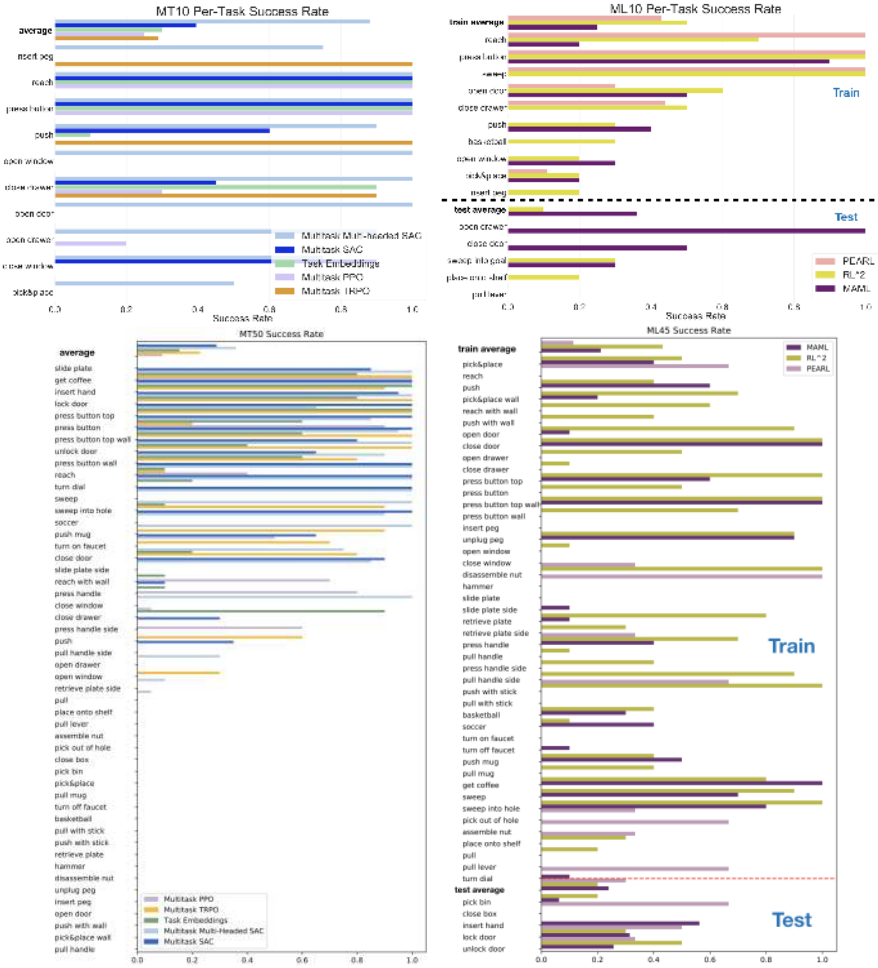 MT10 Per-Task Success Rate
average
insert peg
reach
press button
push
open window
close drawer
open door
open drawer
close window
pick&place
Multitask Multi-headed SAC
Multitask SAC
Task Embeddings
Multitask PPO
Multitask TRPO
0.0 0.2 0.4 0.6 0.8 1.0
Success Rate
ML10 Per-Task Success Rate
train average
reach
press button
sweep
open door
close drawer
push
basketball
open window
pick&place
insert peg
Train
test average
open drawer
close door
sweep into goal
place onto shelf
pull lever
Test
PEARL
RL^2
MAML
0.0 0.2 0.4 0.6 0.8 1.0
Success Rate
MT50 Success Rate
average
slide plate
get coffee
insert hand
lock door
press button top
press button
press button top wall
unlock door
press button wall
reach
turn dial
sweep
sweep into hole
soccer
push mug
turn on faucet
close door
slide plate side
reach with wall
press handle
close window
close drawer
press handle side
push
pull handle side
open drawer
open window
retrieve plate side
pull
place onto shelf
pull lever
assemble nut
pick out of hole
close box
pick bin
pick&place
pull mug
turn off faucet
basketball
pull with stick
push with stick
retrieve plate
hammer
disassemble nut
unplug peg
insert peg
open door
push with wall
pick&place wall
pull handle
Multitask PPO
Multitask TRPO
Task Embeddings
Multitask Multi-Headed SAC
Multitask SAC
0.0 0.2 0.4 0.6 0.8 1.0
ML45 Success Rate
train average
pick&place
reach
push
pick&place wall
reach with wall
push with wall
open door
close door
open drawer
close drawer
press button top
press button
press button top wall
press button wall
insert peg
unplug peg
open window
close window
disassemble nut
hammer
slide plate
slide plate side
retrieve plate
retrieve plate side
press handle
pull handle
press handle side
pull handle side
push with stick
pull with stick
basketball
soccer
turn on faucet
turn off faucet
push mug
pull mug
get coffee
sweep
sweep into hole
pick out of hole
assemble nut
place onto shelf
pull
pull lever
turn dial
test average
pick bin
close box
insert hand
lock door
unlock door
MAML
RL^2
PEARL
Train
Test
0.0 0.2 0.4 0.6 0.8 1.0